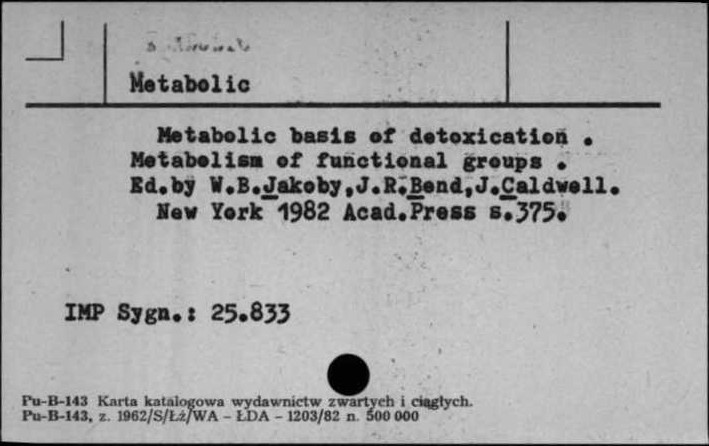 Metabolic
Metabolic basis of detoxication .
Metabolism of functional groups .
Ed.by W.B.Jakoby,J.R.Bend,J.Caldwell.
New York 1982 Acad.Press s.375.
IMP Sygn.: 25.833
Pu-B-143 Karta katalogowa wydawnictw zwartych i ciągłych.
Pu-B-143, z. 1962/S/Łż/WA - ŁDA - 1203/82 n. 500 000